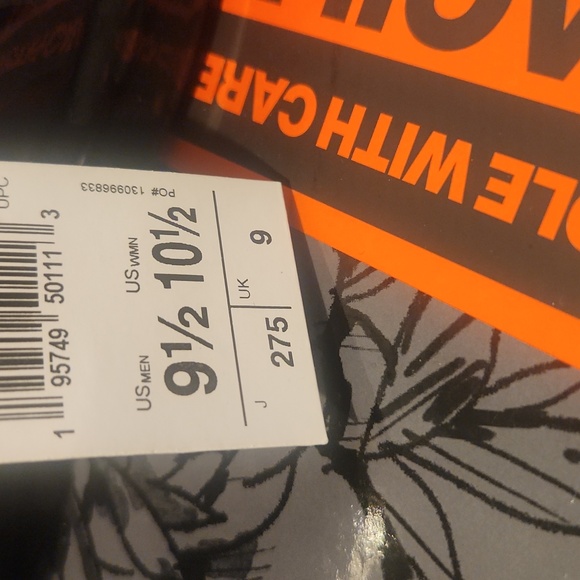 HANDLE WITH CARE
PO# 130996833
US MEN US WMN
9½ 10½
J UK
275 9
UPC
1 95749 50111 3